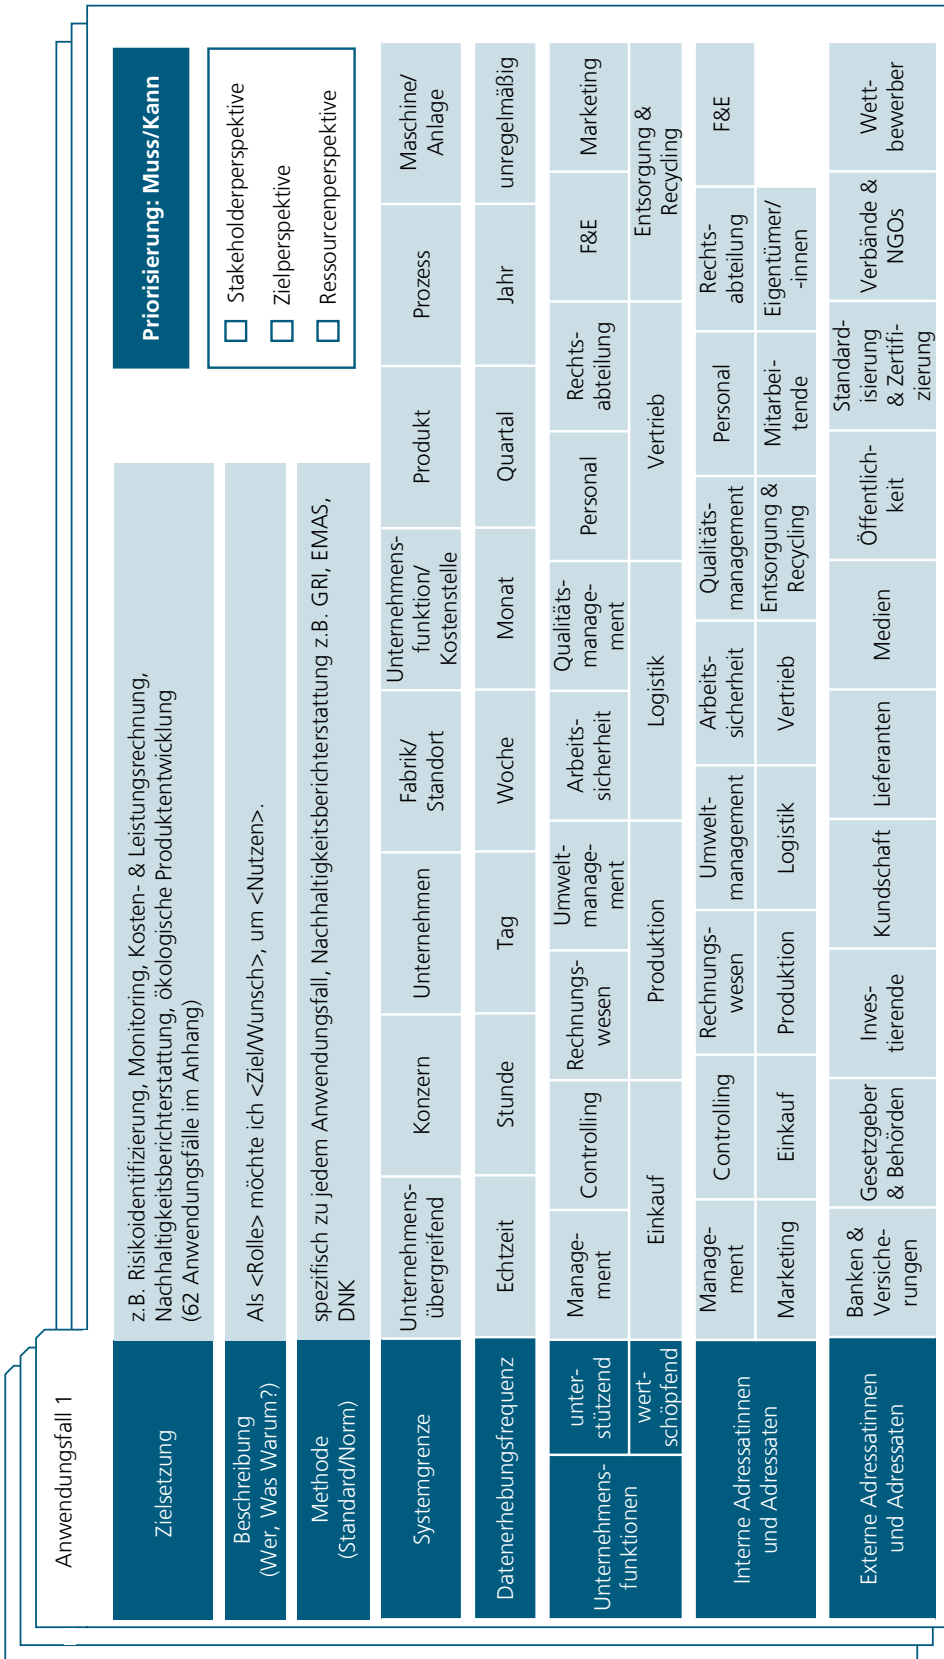 Anwendungsfall 1
Zielsetzung
z.B. Risikoidentifizierung, Monitoring, Kosten- & Leistungsrechnung,
Nachhaltigkeitsberichterstattung, ökologische Produktentwicklung
(62 Anwendungsfälle im Anhang)
Priorisierung: Muss/Kann
Beschreibung
(Wer, Was Warum?)
Als <Rolle> möchte ich <Ziel/Wunsch>, um <Nutzen>.
Stakeholderperspektive
Zielperspektive
Ressourcenperspektive
Methode
(Standard/Norm)
spezifisch zu jedem Anwendungsfall, Nachhaltigkeitsberichterstattung z.B. GRI, EMAS,
DNK
Systemgrenze
Unternehmens-
übergreifend
Konzern
Unternehmen
Fabrik/
Standort
Unternehmens-
funktion/
Kostenstelle
Produkt
Prozess
Maschine/
Anlage
Datenerhebungsfrequenz
Echtzeit
Stunde
Tag
Woche
Monat
Quartal
Jahr
unregelmäßig
Unternehmens-
funktionen
unter-
stützend
Manage-
ment
Controlling
Rechnungs-
wesen
Umwelt-
manage-
ment
Arbeits-
sicherheit
Qualitäts-
manage-
ment
Personal
Rechts-
abteilung
F&E
Marketing
wert-
schöpfend
Einkauf
Produktion
Logistik
Vertrieb
Entsorgung &
Recycling
Interne Adressatinnen
und Adressaten
Manage-
ment
Controlling
Rechnungs-
wesen
Umwelt-
management
Arbeits-
sicherheit
Qualitäts-
management
Personal
Rechts-
abteilung
F&E
Marketing
Einkauf
Produktion
Logistik
Vertrieb
Entsorgung &
Recycling
Mitarbei-
tende
Eigentümer/
-innen
Externe Adressatinnen
und Adressaten
Banken &
Versiche-
rungen
Gesetzgeber
& Behörden
Inves-
tierende
Kundschaft
Lieferanten
Medien
Öffentlich-
keit
Standard-
isierung
& Zertifi-
zierung
Verbände &
NGOs
Wett-
bewerber